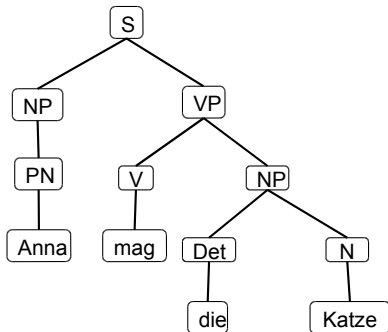 S
NP VP
PN V NP
Anna mag Det N
die Katze